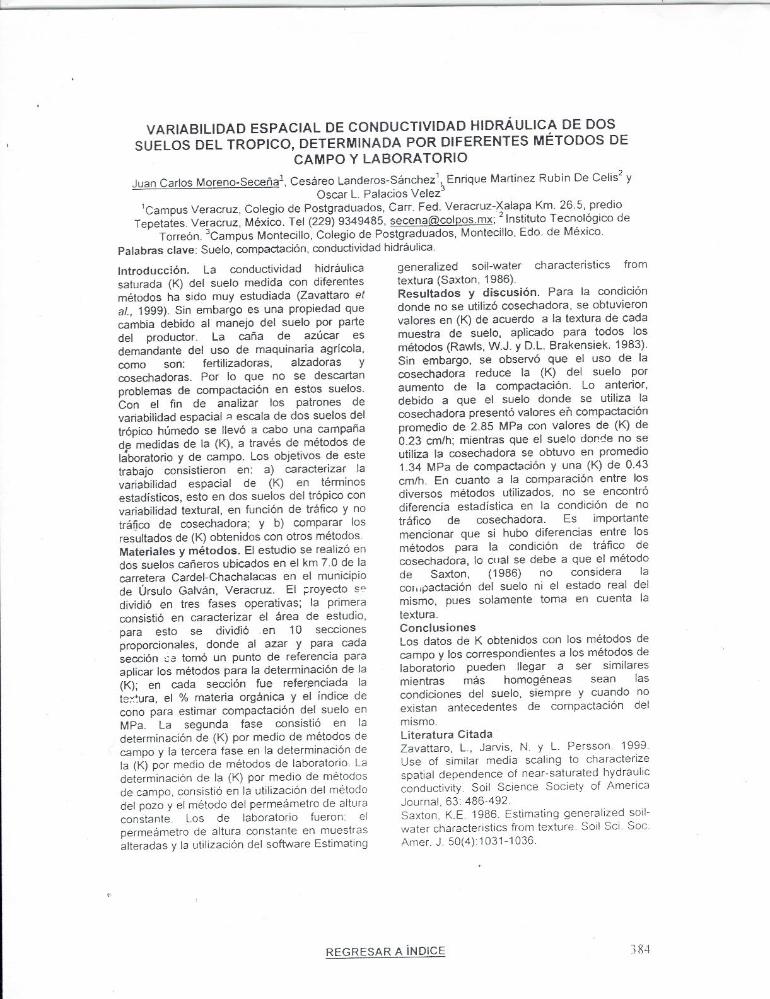 VARIABILIDAD ESPACIAL DE CONDUCTIVIDAD HIDRÁULICA DE DOS
SUELOS DEL TROPICO, DETERMINADA POR DIFERENTES MÉTODOS DE
CAMPO Y LABORATORIO
Juan Carlos Moreno-Seceña¹, Cesáreo Landeros-Sánchez¹, Enrique Martínez Rubín De Celis² y
Oscar L. Palacios Velez³
¹Campus Veracruz, Colegio de Postgraduados, Carr. Fed. Veracruz-Xalapa Km. 26.5, predio
Tepetates. Veracruz, México. Tel (229) 9349485, secena@colpos.mx; ² Instituto Tecnológico de
Torreón. ³Campus Montecillo, Colegio de Postgraduados, Montecillo, Edo. de México.
Palabras clave: Suelo, compactación, conductividad hidráulica.
Introducción. La conductividad hidráulica
saturada (K) del suelo medida con diferentes
métodos ha sido muy estudiada (Zavattaro et
al., 1999). Sin embargo es una propiedad que
cambia debido al manejo del suelo por parte
del productor. La caña de azúcar es
demandante del uso de maquinaria agrícola,
como son: fertilizadoras, alzadoras y
cosechadoras. Por lo que no se descartan
problemas de compactación en estos suelos.
Con el fin de analizar los patrones de
variabilidad espacial a escala de dos suelos del
trópico húmedo se llevó a cabo una campaña
de medidas de la (K), a través de métodos de
laboratorio y de campo. Los objetivos de este
trabajo consistieron en: a) caracterizar la
variabilidad espacial de (K) en términos
estadísticos, esto en dos suelos del trópico con
variabilidad textural, en función de tráfico y no
tráfico de cosechadora; y b) comparar los
resultados de (K) obtenidos con otros métodos.
Materiales y métodos. El estudio se realizó en
dos suelos cañeros ubicados en el km 7.0 de la
carretera Cardel-Chachalacas en el municipio
de Úrsulo Galván, Veracruz. El proyecto se
dividió en tres fases operativas; la primera
consistió en caracterizar el área de estudio,
para esto se dividió en 10 secciones
proporcionales, donde al azar y para cada
sección se tomó un punto de referencia para
aplicar los métodos para la determinación de la
(K); en cada sección fue referenciada la
textura, el % materia orgánica y el índice de
cono para estimar compactación del suelo en
MPa. La segunda fase consistió en la
determinación de (K) por medio de métodos de
campo y la tercera fase en la determinación de
la (K) por medio de métodos de laboratorio. La
determinación de la (K) por medio de métodos
de campo, consistió en la utilización del método
del pozo y el método del permeámetro de altura
constante. Los de laboratorio fueron: el
permeámetro de altura constante en muestras
alteradas y la utilización del software Estimating
generalized soil-water characteristics from
textura (Saxton, 1986).
Resultados y discusión. Para la condición
donde no se utilizó cosechadora, se obtuvieron
valores en (K) de acuerdo a la textura de cada
muestra de suelo, aplicado para todos los
métodos (Rawls, W.J. y D.L. Brakensiek. 1983).
Sin embargo, se observó que el uso de la
cosechadora reduce la (K) del suelo por
aumento de la compactación. Lo anterior,
debido a que el suelo donde se utiliza la
cosechadora presentó valores en compactación
promedio de 2.85 MPa con valores de (K) de
0.23 cm/h; mientras que el suelo donde no se
utiliza la cosechadora se obtuvo en promedio
1.34 MPa de compactación y una (K) de 0.43
cm/h. En cuanto a la comparación entre los
diversos métodos utilizados, no se encontró
diferencia estadística en la condición de no
tráfico de cosechadora. Es importante
mencionar que si hubo diferencias entre los
métodos para la condición de tráfico de
cosechadora, lo cual se debe a que el método
de Saxton, (1986) no considera la
compactación del suelo ni el estado real del
mismo, pues solamente toma en cuenta la
textura.
Conclusiones
Los datos de K obtenidos con los métodos de
campo y los correspondientes a los métodos de
laboratorio pueden llegar a ser similares
mientras más homogéneas sean las
condiciones del suelo, siempre y cuando no
existan antecedentes de compactación del
mismo.
Literatura Citada
Zavattaro, L., Jarvis, N. y L. Persson. 1999.
Use of similar media scaling to characterize
spatial dependence of near-saturated hydraulic
conductivity. Soil Science Society of America
Journal, 63: 486-492.
Saxton, K.E. 1986. Estimating generalized soil-
water characteristics from texture. Soil Sci. Soc.
Amer. J. 50(4):1031-1036.
REGRESAR A ÍNDICE
384